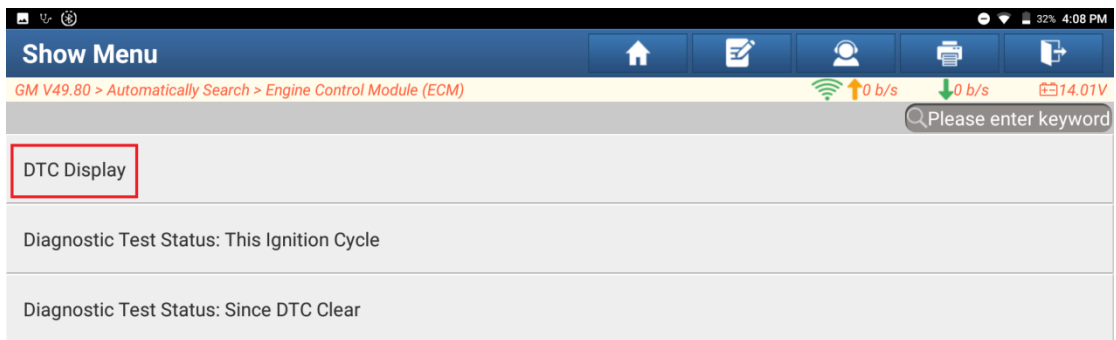 32% 4:08 PM
Show Menu
GM V49.80 > Automatically Search > Engine Control Module (ECM)
0 b/s
0 b/s
14.01V
Please enter keyword
DTC Display
Diagnostic Test Status: This Ignition Cycle
Diagnostic Test Status: Since DTC Clear